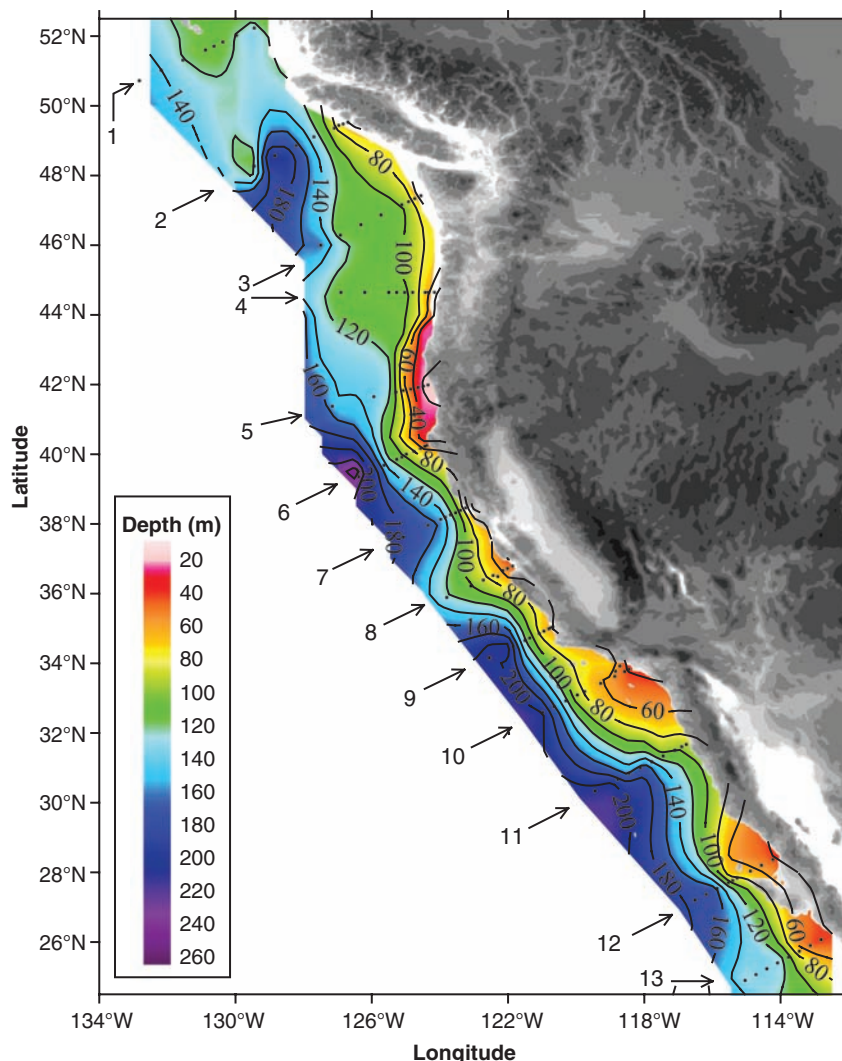 52°N
50°N
48°N
46°N
44°N
42°N
40°N
38°N
36°N
34°N
32°N
30°N
28°N
26°N
Latitude
134°W
130°W
126°W
122°W
118°W
114°W
Longitude
Depth (m)
20
40
60
80
100
120
140
160
180
200
220
240
260
1
2
3
4
5
6
7
8
9
10
11
12
13
140
80
180
140
100
120
60
160
40
80
200
140
180
100
80
160
100
200
80
60
140
200
100
180
120
60
160
80